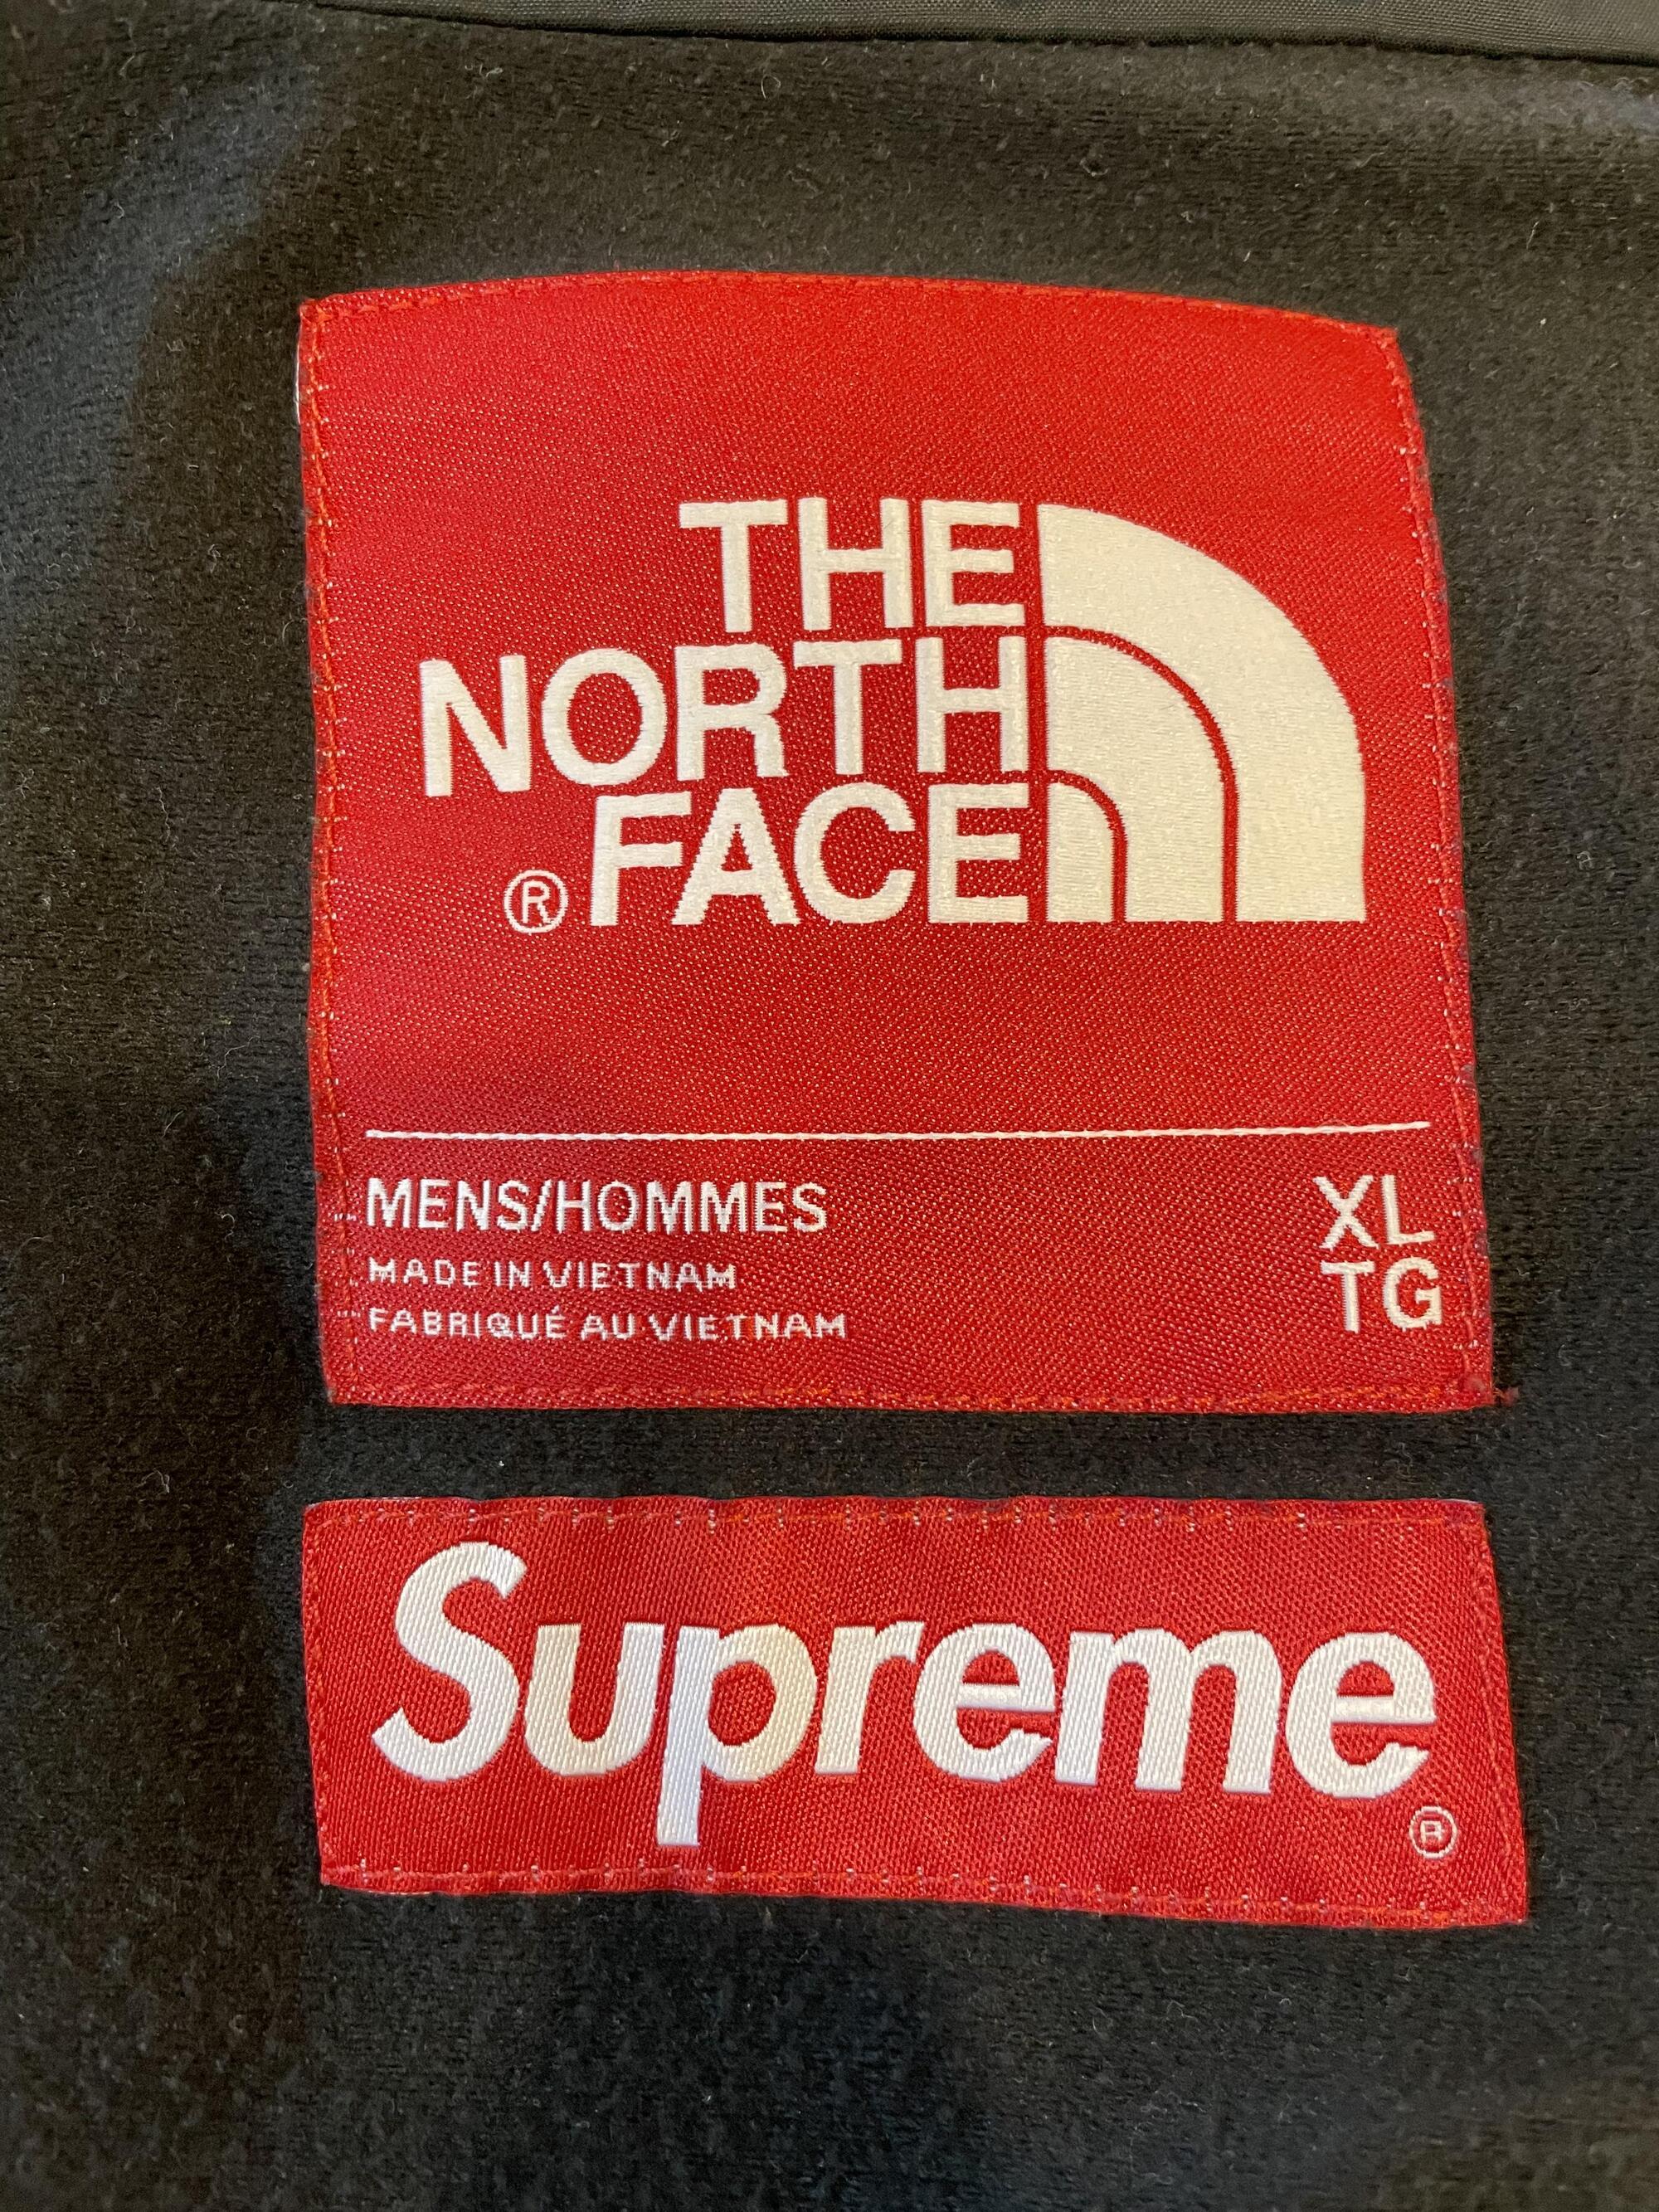 THE
NORTH
® FACE
MENS/HOMMES XL
MADE IN VIETNAM TG
FABRIQUÉ AU VIETNAM
Supreme ®